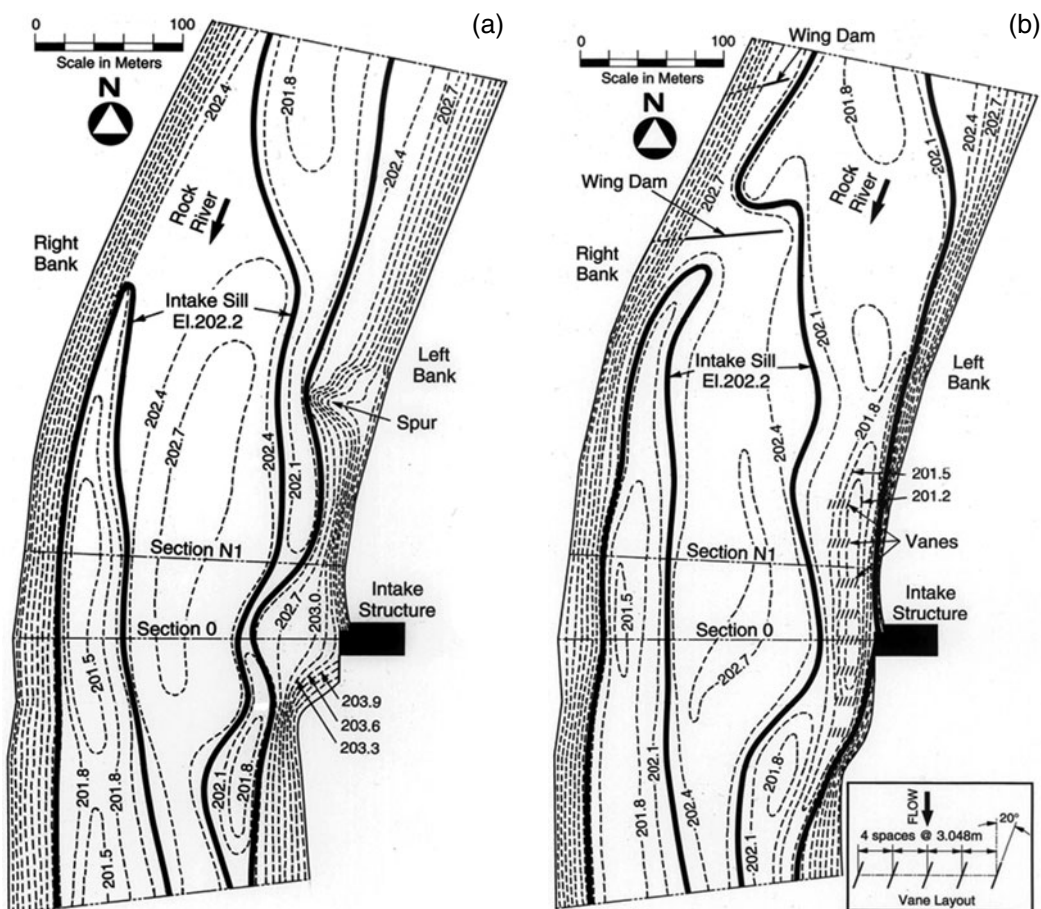 (a)
0 100
Scale in Meters
N
202.4
201.8
202.7
202.4
Rock
River
Right
Bank
Intake Sill
El.202.2
Left
Bank
Spur
202.4
202.7
202.4
202.1
Section N1
Intake
Structure
202.7
203.0
Section 0
201.5
203.9
203.6
203.3
201.8
201.8
202.1
201.8
201.5
(b)
Wing Dam
0 100
Scale in Meters
N
201.8
202.4
202.7
202.1
202.7
Wing Dam
Rock
River
Right
Bank
202.1
Intake Sill
El.202.2
Left
Bank
201.8
202.4
201.5
201.2
Vanes
Section N1
Intake
Structure
201.5
Section 0
202.7
202.1
201.8
201.8
202.4
202.1
FLOW
20°
4 spaces @ 3.048m
Vane Layout